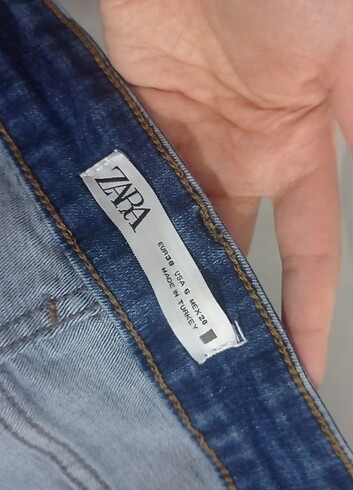 ZARA
EUR 38 USA 6 MEX 28
MADE IN TURKEY